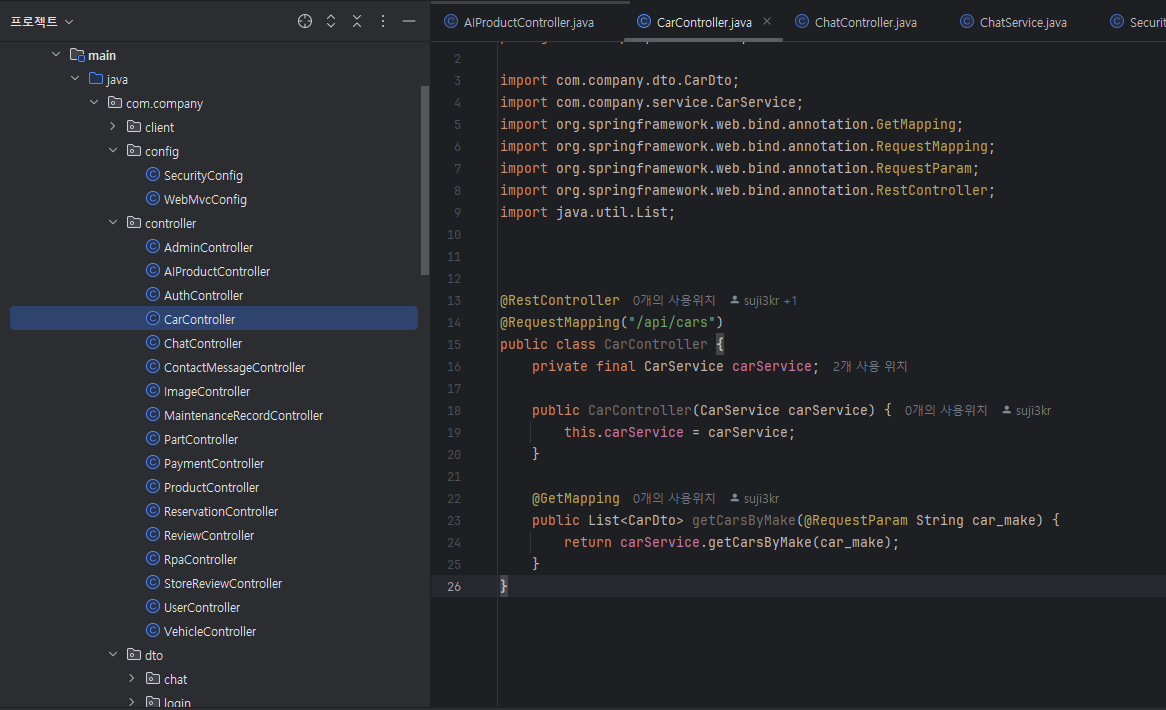 프로젝트
main
java
com.company
client
config
SecurityConfig
WebMvcConfig
controller
AdminController
AIProductController
AuthController
CarController
ChatController
ContactMessageController
ImageController
MaintenanceRecordController
PartController
PaymentController
ProductController
ReservationController
ReviewController
RpaController
StoreReviewController
UserController
VehicleController
dto
chat
login
AIProductController.java CarController.java ChatController.java ChatService.java Securit
2
3 import com.company.dto.CarDto;
4 import com.company.service.CarService;
5 import org.springframework.web.bind.annotation.GetMapping;
6 import org.springframework.web.bind.annotation.RequestMapping;
7 import org.springframework.web.bind.annotation.RequestParam;
8 import org.springframework.web.bind.annotation.RestController;
9 import java.util.List;
10
11
12
13 @RestController 0개의 사용위치 suji3kr +1
14 @RequestMapping("/api/cars")
15 public class CarController {
16 private final CarService carService; 2개 사용 위치
17
18 public CarController(CarService carService) { 0개의 사용위치 suji3kr
19 this.carService = carService;
20 }
21
22 @GetMapping 0개의 사용위치 suji3kr
23 public List<CarDto> getCarsByMake(@RequestParam String car_make) {
24 return carService.getCarsByMake(car_make);
25 }
26 }